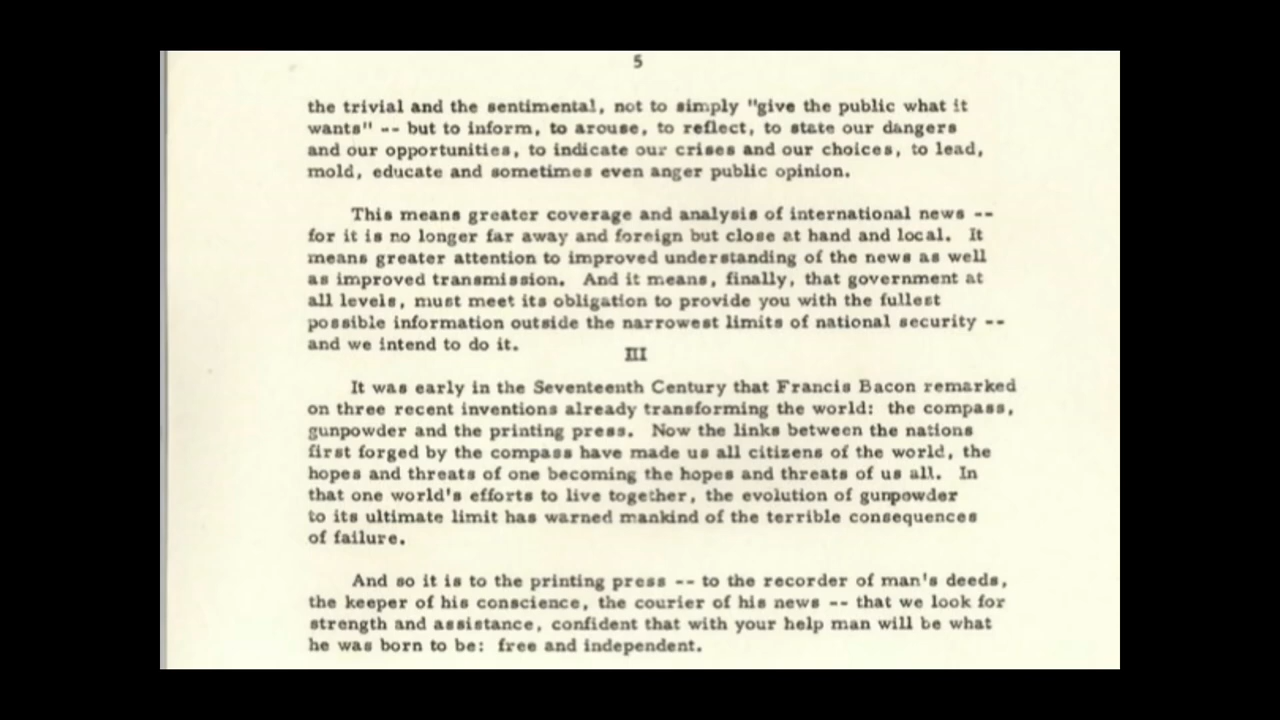 5
the trivial and the sentimental, not to simply "give the public what it
wants" -- but to inform, to arouse, to reflect, to state our dangers
and our opportunities, to indicate our crises and our choices, to lead,
mold, educate and sometimes even anger public opinion.
This means greater coverage and analysis of international news --
for it is no longer far away and foreign but close at hand and local. It
means greater attention to improved understanding of the news as well
as improved transmission. And it means, finally, that government at
all levels, must meet its obligation to provide you with the fullest
possible information outside the narrowest limits of national security --
and we intend to do it.
III
It was early in the Seventeenth Century that Francis Bacon remarked
on three recent inventions already transforming the world: the compass,
gunpowder and the printing press. Now the links between the nations
first forged by the compass have made us all citizens of the world, the
hopes and threats of one becoming the hopes and threats of us all. In
that one world's efforts to live together, the evolution of gunpowder
to its ultimate limit has warned mankind of the terrible consequences
of failure.
And so it is to the printing press -- to the recorder of man's deeds,
the keeper of his conscience, the courier of his news -- that we look for
strength and assistance, confident that with your help man will be what
he was born to be: free and independent.